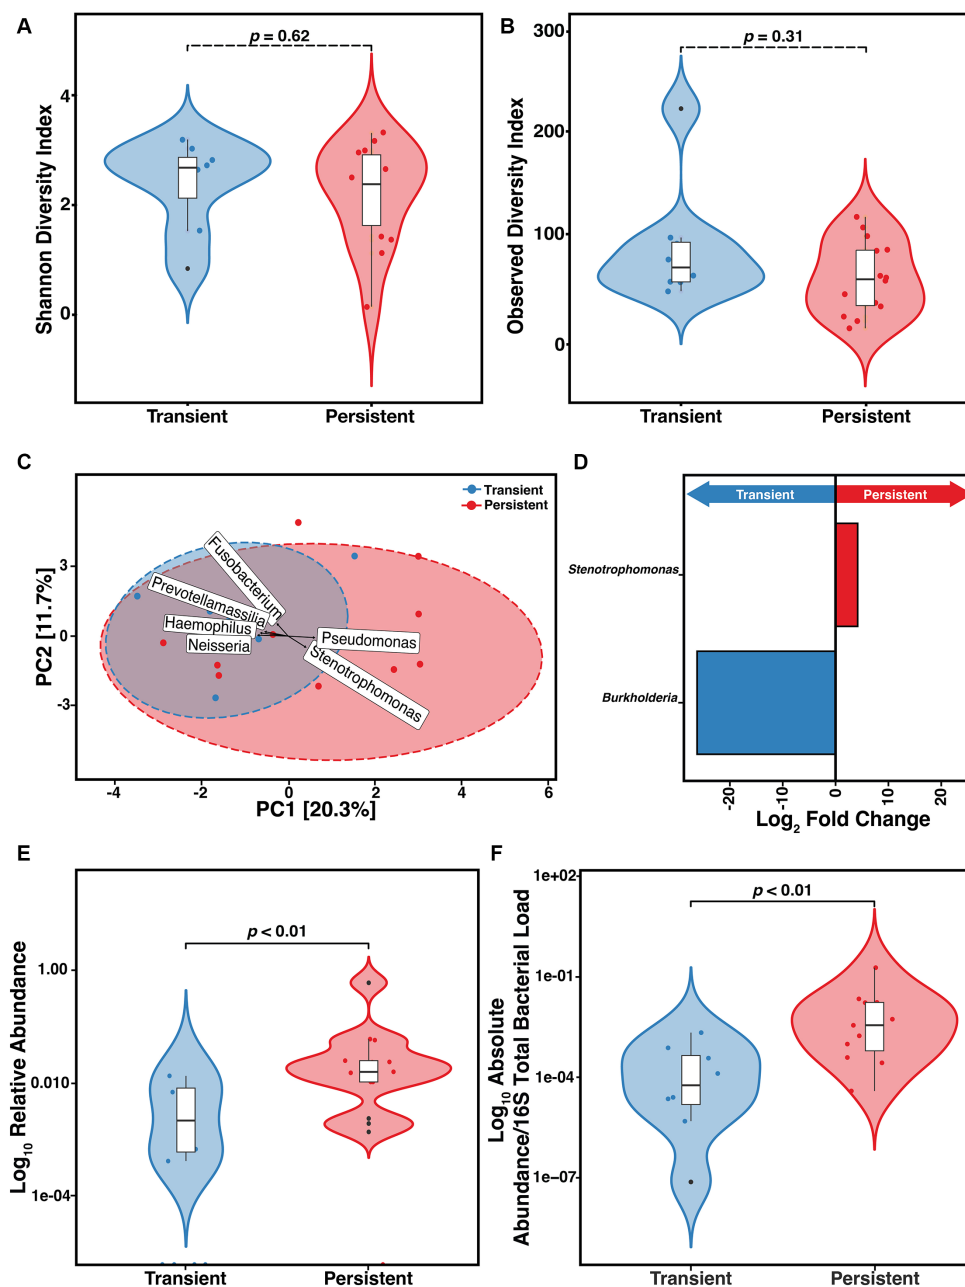 A
p = 0.62
Shannon Diversity Index
4
2
0
Transient
Persistent
B
p = 0.31
Observed Diversity Index
300
200
100
0
Transient
Persistent
C
Transient
Persistent
Fusobacterium
Prevotellamassilia
Haemophilus
Neisseria
Pseudomonas
Stenotrophomonas
PC2 [11.7%]
3
0
-3
-4
-2
0
2
4
6
PC1 [20.3%]
D
Transient
Persistent
Stenotrophomonas
Burkholderia
-20
-10
0
10
20
Log2 Fold Change
E
p < 0.01
Log10 Relative Abundance
1.00
0.010
1e-04
Transient
Persistent
F
p < 0.01
Log10 Absolute
Abundance/16S Total Bacterial Load
1e+02
1e-01
1e-04
1e-07
Transient
Persistent